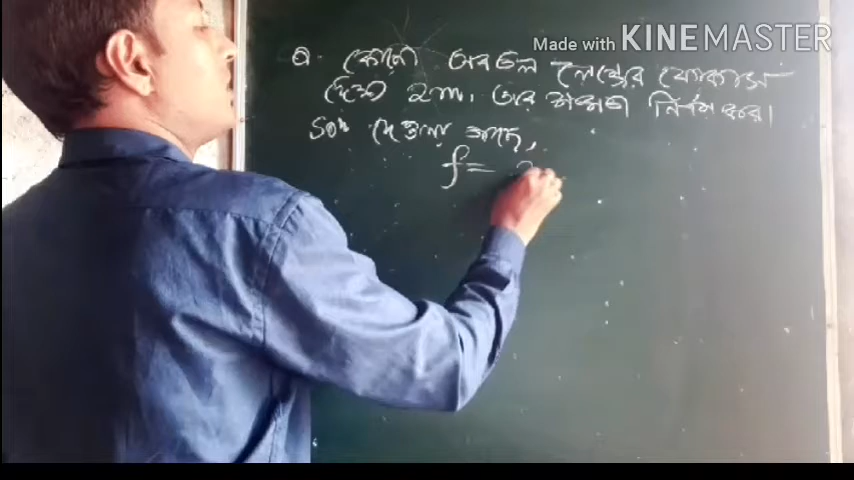 Made with KINEMASTER
Q. কোনো অবতল লেন্সের ফোকাস
দৈর্ঘ্য 2m, তার ক্ষমতা নির্ণয় কর।
Soln দেওয়া আছে,
f = -